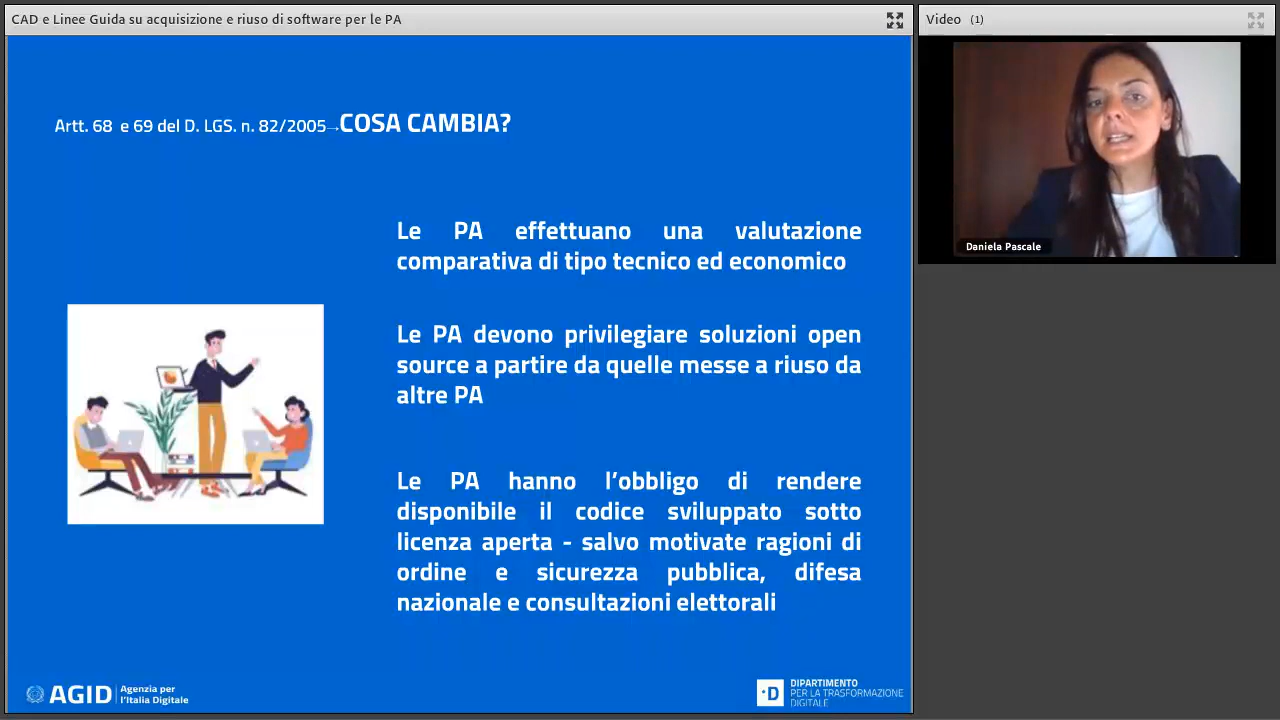 CAD e Linee Guida su acquisizione e riuso di software per le PA
Video (1)
Artt. 68 e 69 del D. LGS. n. 82/2005→COSA CAMBIA?
Daniela Pascale
Le PA effettuano una valutazione
comparativa di tipo tecnico ed economico
Le PA devono privilegiare soluzioni open
source a partire da quelle messe a riuso da
altre PA
Le PA hanno l’obbligo di rendere
disponibile il codice sviluppato sotto
licenza aperta - salvo motivate ragioni di
ordine e sicurezza pubblica, difesa
nazionale e consultazioni elettorali
AGID Agenzia per
l'Italia Digitale
·D DIPARTIMENTO
PER LA TRASFORMAZIONE
DIGITALE